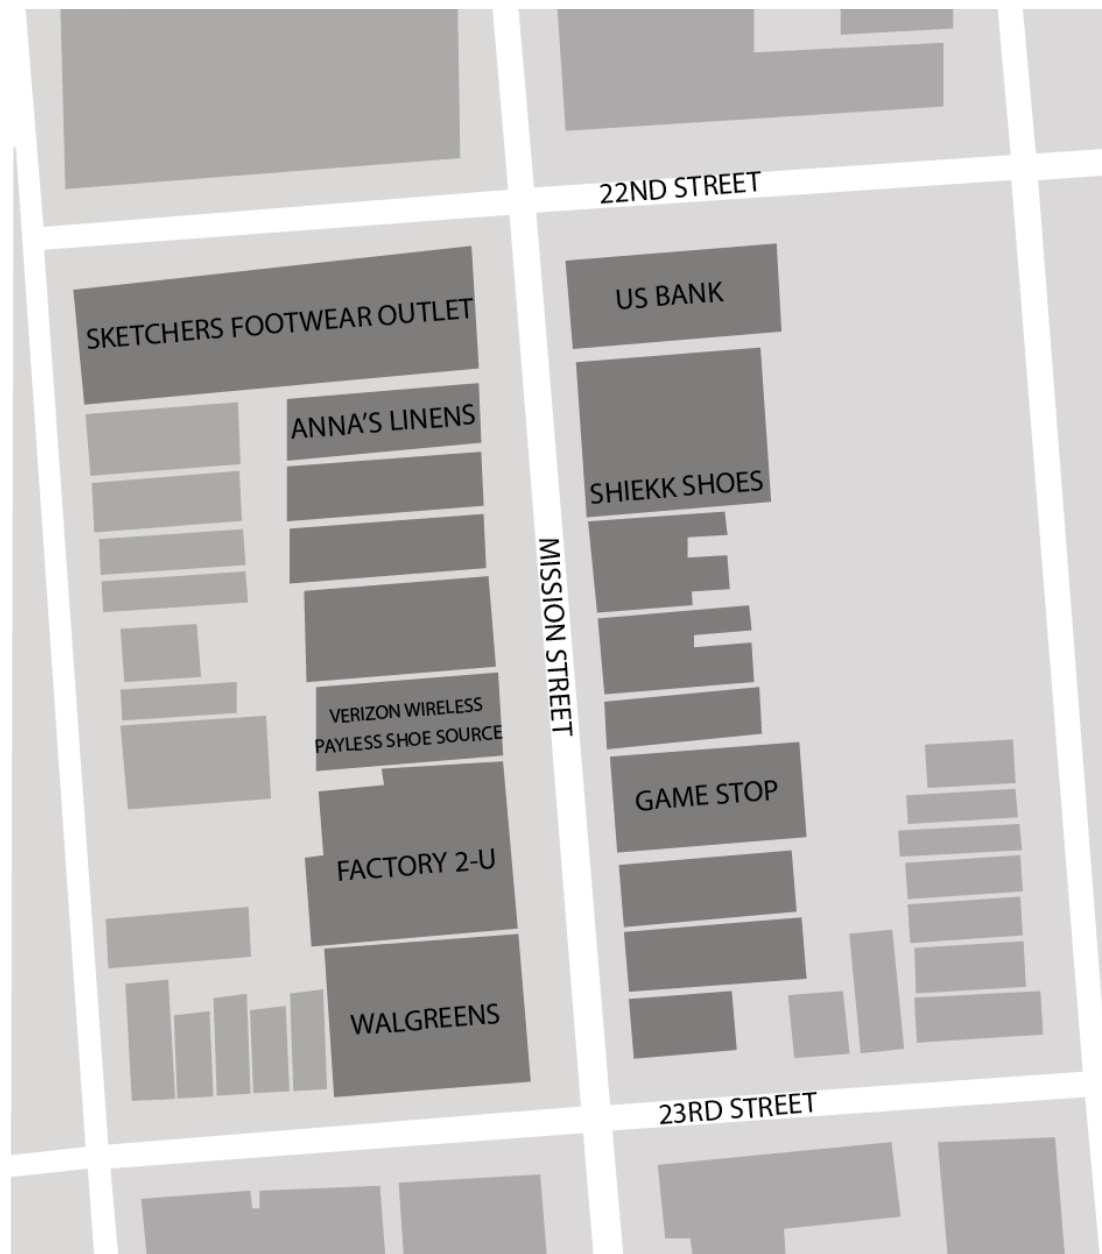 22ND STREET
SKETCHERS FOOTWEAR OUTLET
US BANK
ANNA'S LINENS
SHIEKK SHOES
MISSION STREET
VERIZON WIRELESS
PAYLESS SHOE SOURCE
GAME STOP
FACTORY 2-U
WALGREENS
23RD STREET